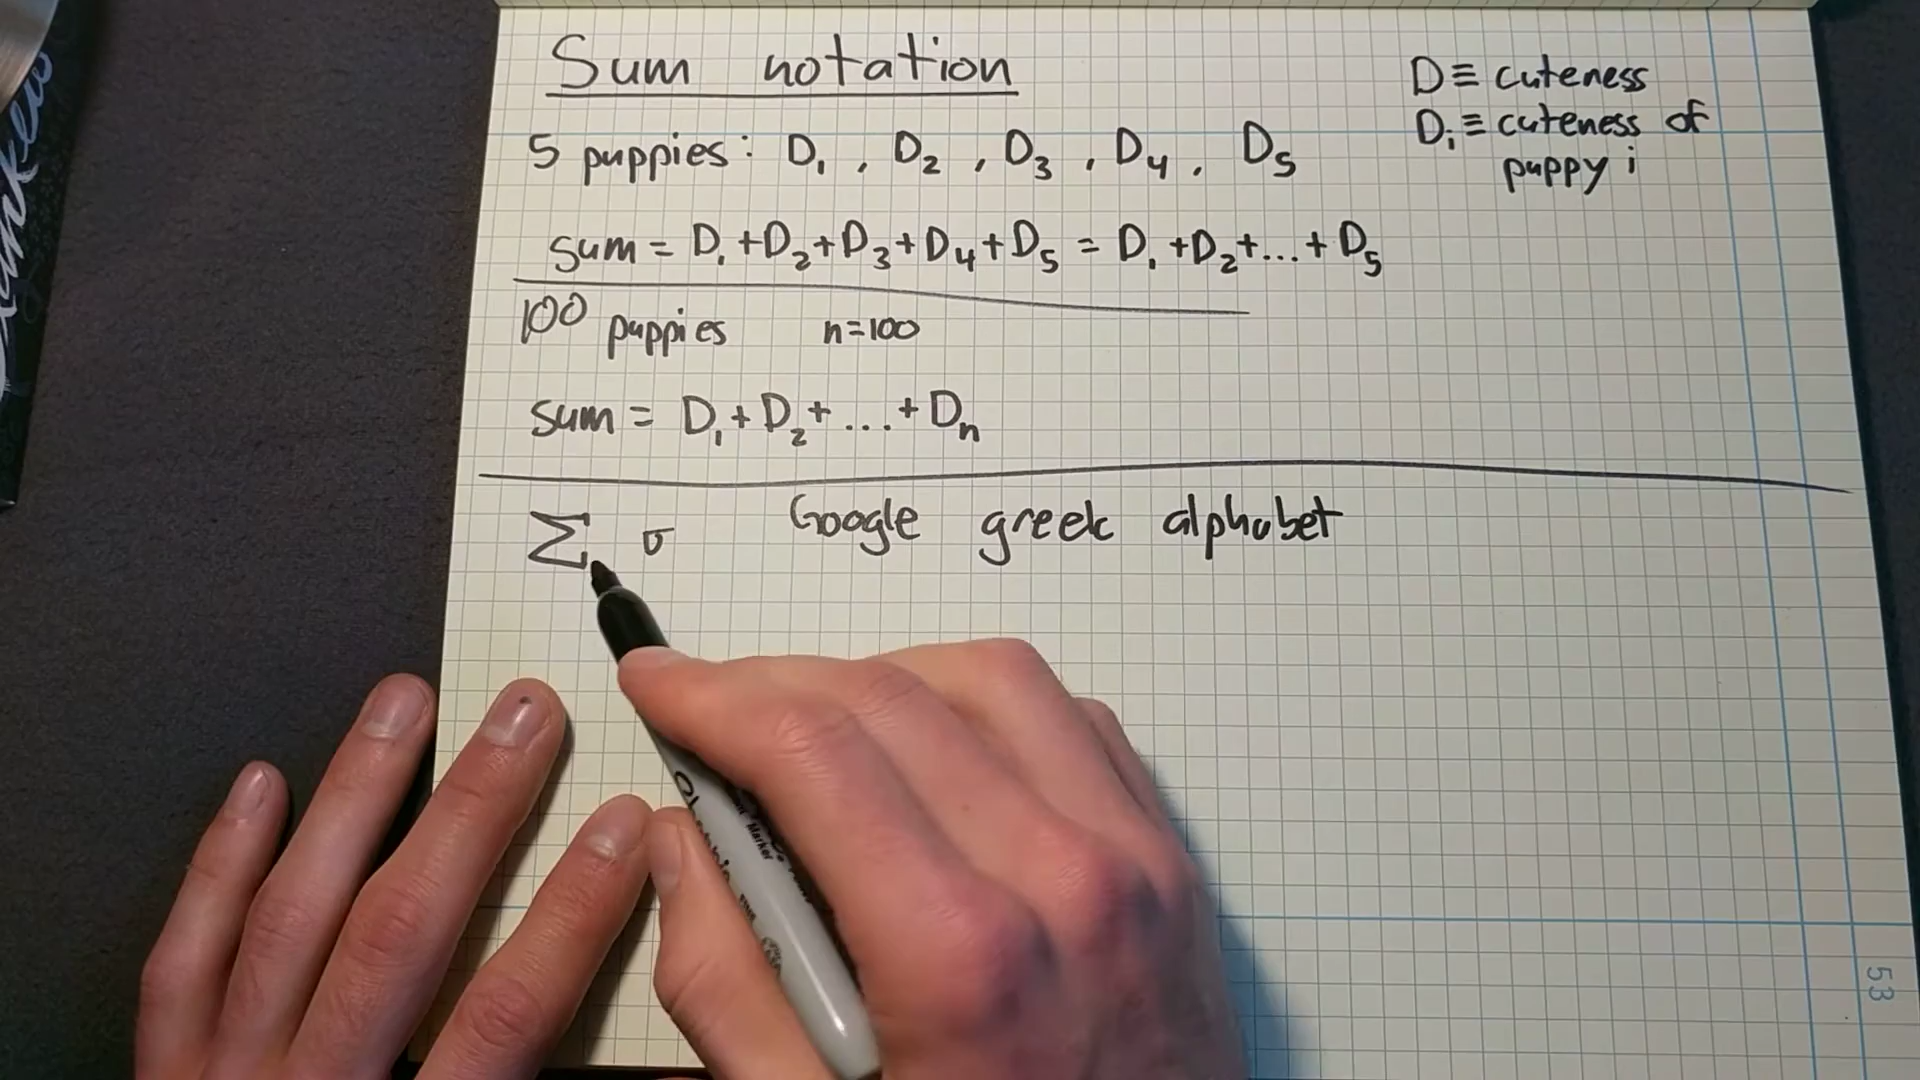 Sum notation
D ≡ cuteness
Dᵢ ≡ cuteness of
puppy i
5 puppies: D₁, D₂, D₃, D₄, D₅
sum = D₁+D₂+D₃+D₄+D₅ = D₁+D₂+...+D₅
100 puppies n=100
sum = D₁+D₂+...+Dₙ
Σ σ Google greek alphabet
53